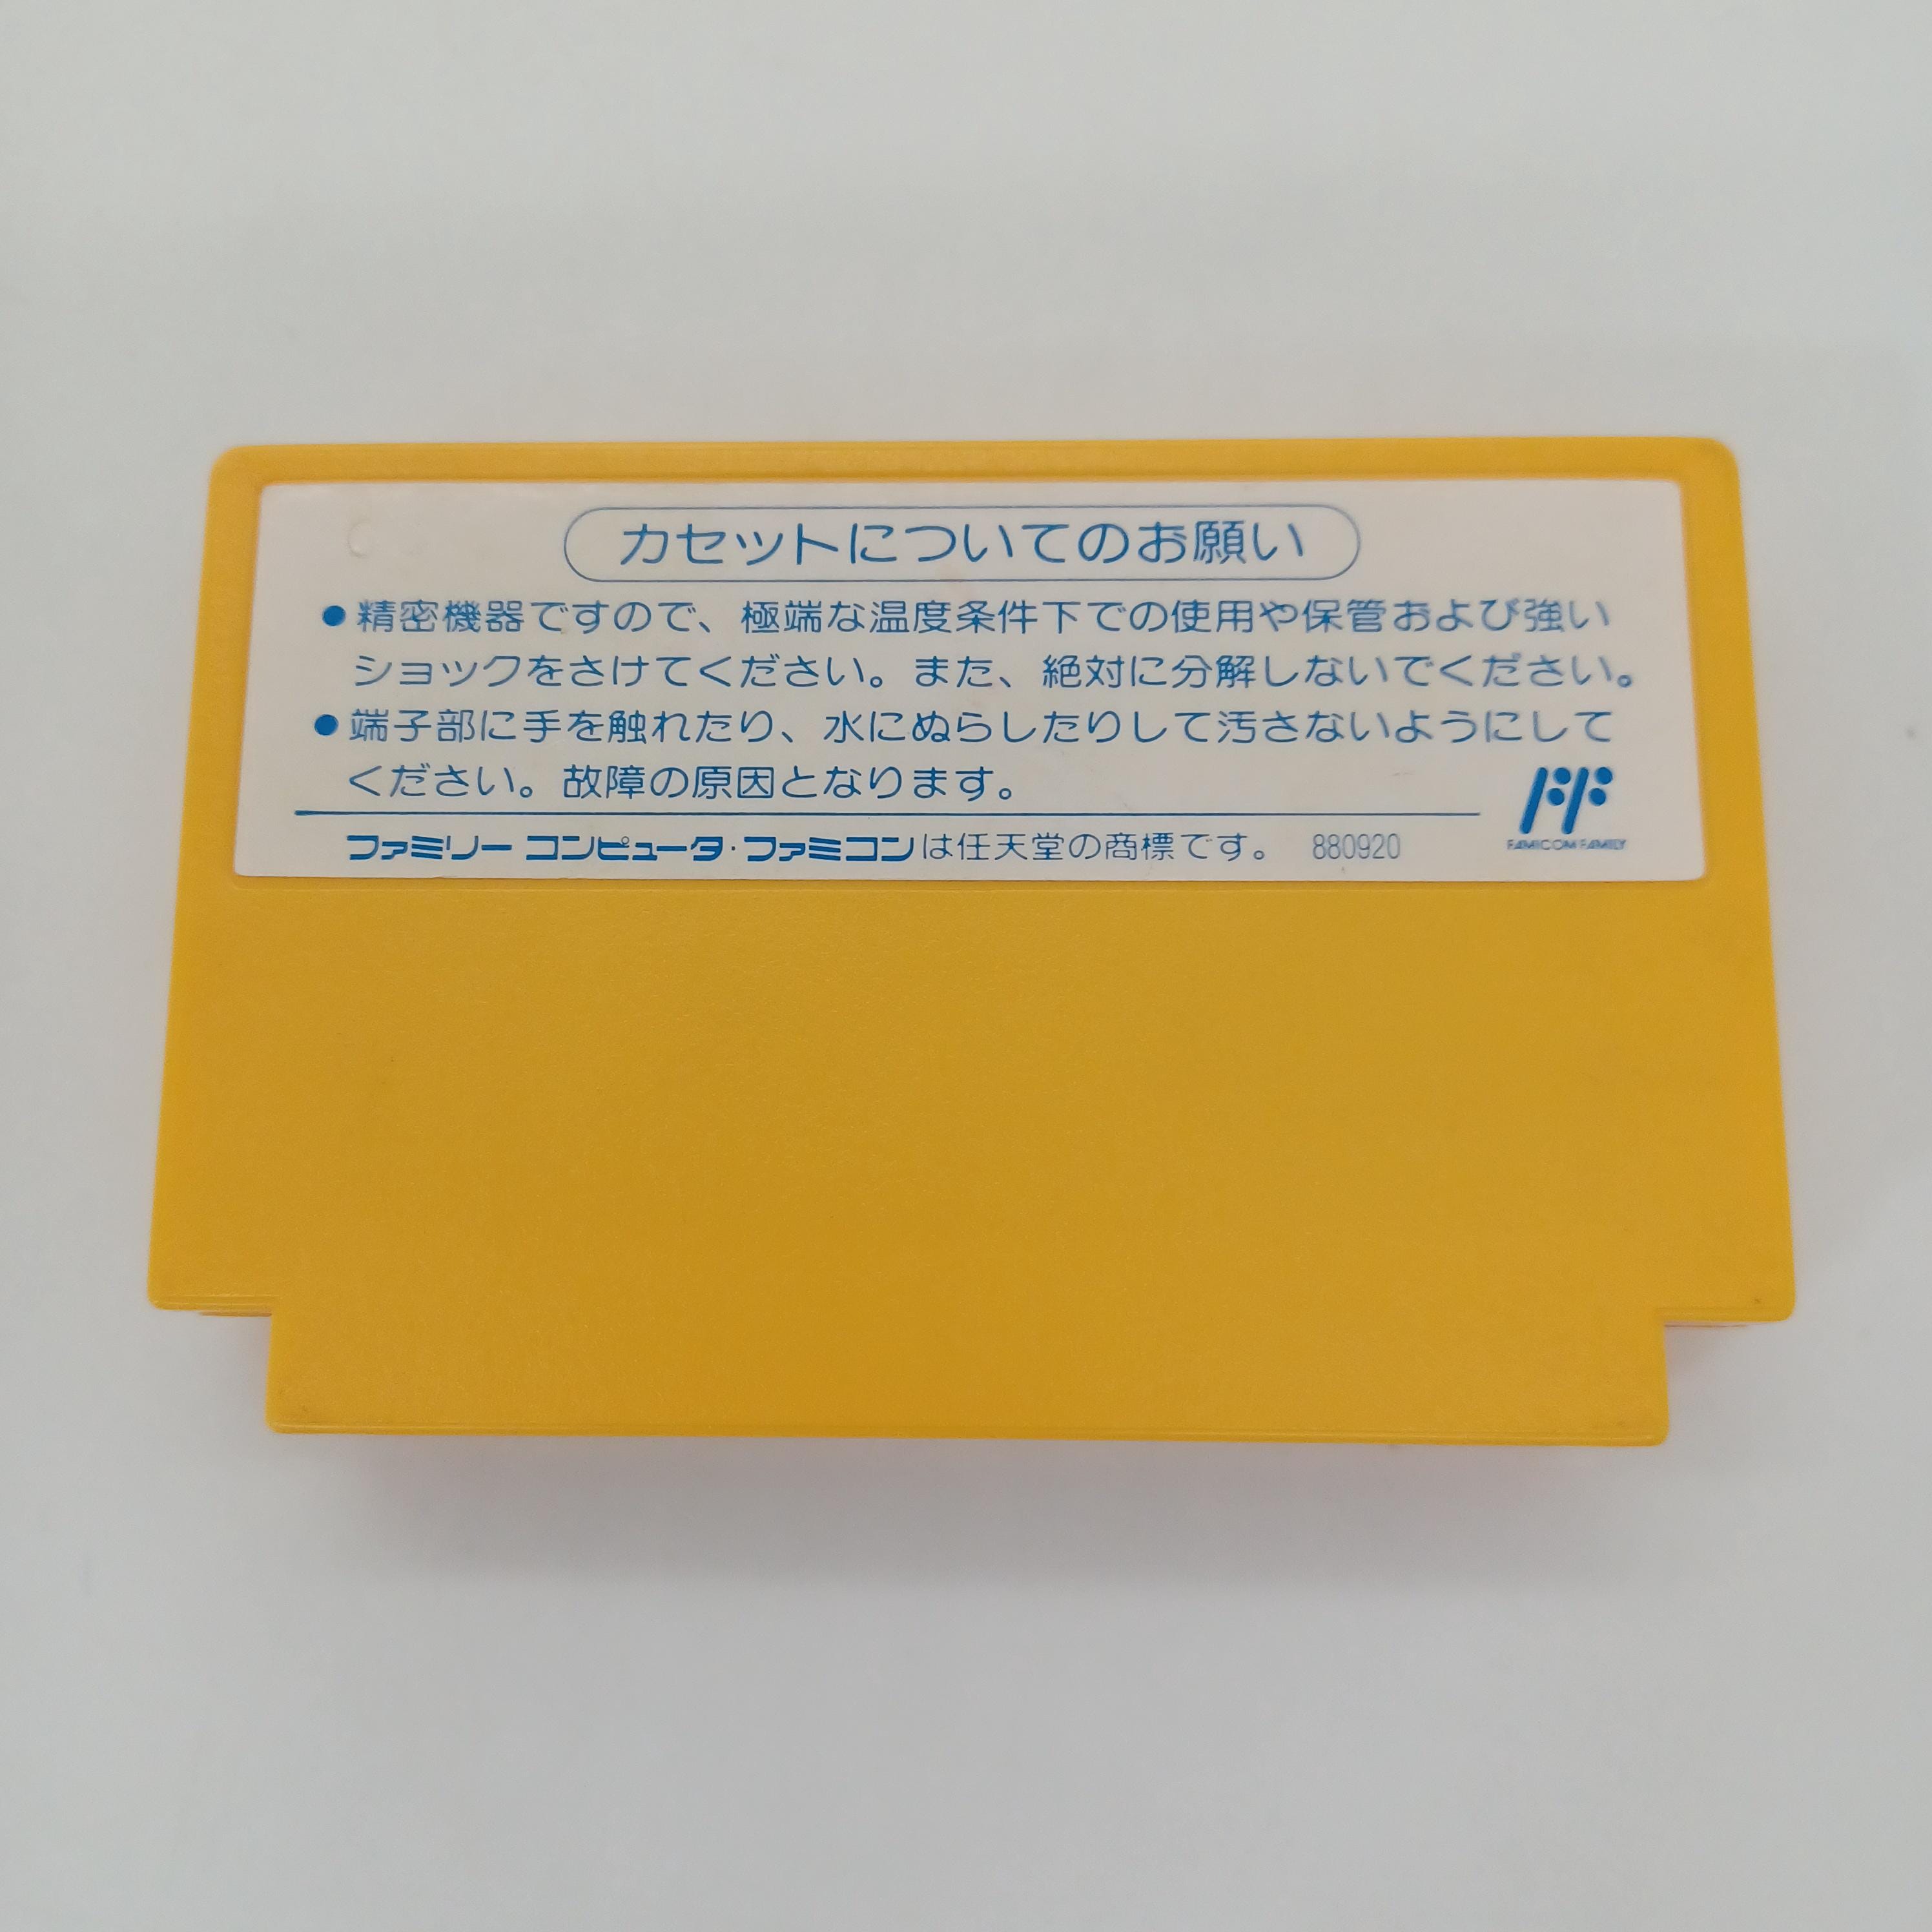 カセットについてのお願い
●精密機器ですので、極端な温度条件下での使用や保管および強い
ショックをさけてください。また、絶対に分解しないでください。
●端子部に手を触れたり、水にぬらしたりして汚さないようにして
ください。故障の原因となります。
ファミリー コンピュータ・ファミコンは任天堂の商標です。 880920
FAMICOM FAMILY